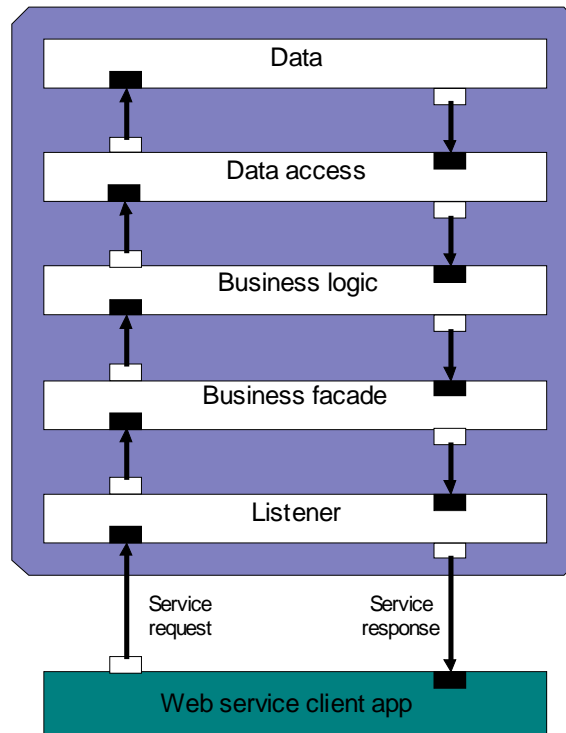 Data
Data access
Business logic
Business facade
Listener
Service
request
Service
response
Web service client app